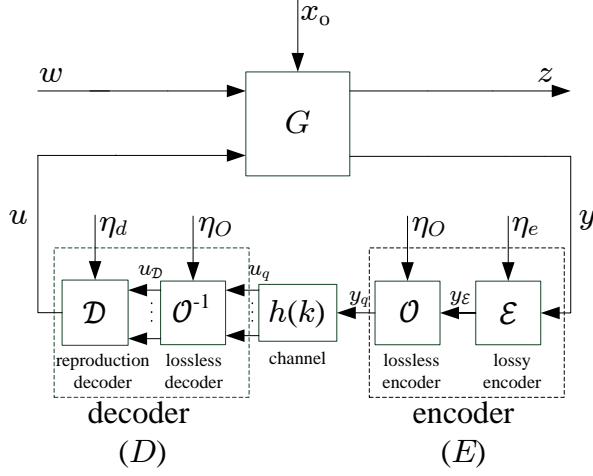 xₒ
w
z
G
u
y
η_d
η_O
η_O
η_e
u_𝒟
u_q
y_q
y_ℰ
𝒟
𝒪⁻¹
h(k)
𝒪
ℰ
reproduction
decoder
lossless
decoder
channel
lossless
encoder
lossy
encoder
decoder
(D)
encoder
(E)